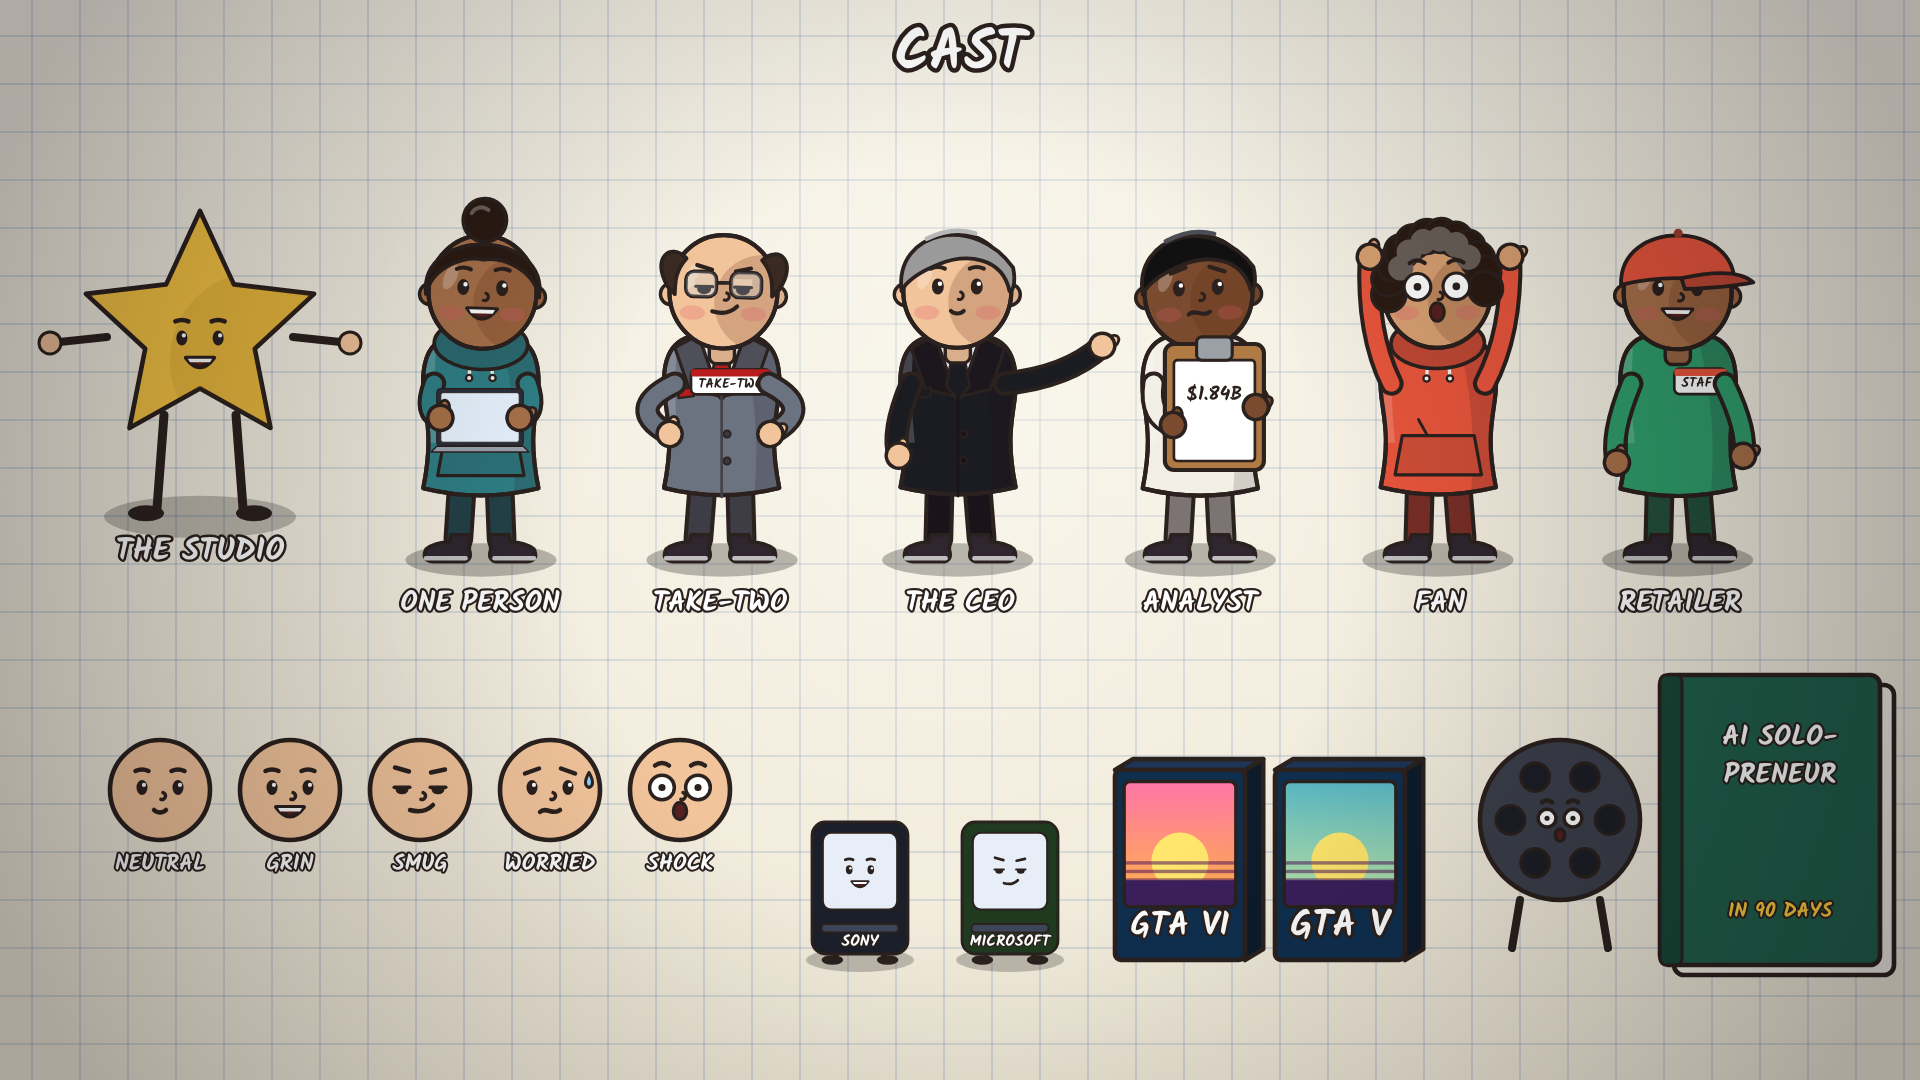 CAST
TAKE-TW
$1.84B
STAF
THE STUDIO
ONE PERSON
TAKE-TWO
THE CEO
ANALYST
FAN
RETAILER
NEUTRAL
GRIN
SMUG
WORRIED
SHOCK
SONY
MICROSOFT
GTA VI
GTA V
AI SOLO-
PRENEUR
IN 90 DAYS